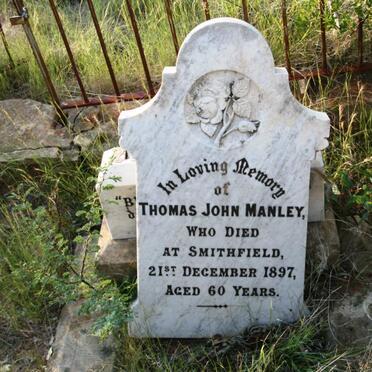 In Loving Memory
of
THOMAS JOHN MANLEY,
WHO DIED
AT SMITHFIELD,
21ST DECEMBER 1897,
AGED 60 YEARS.